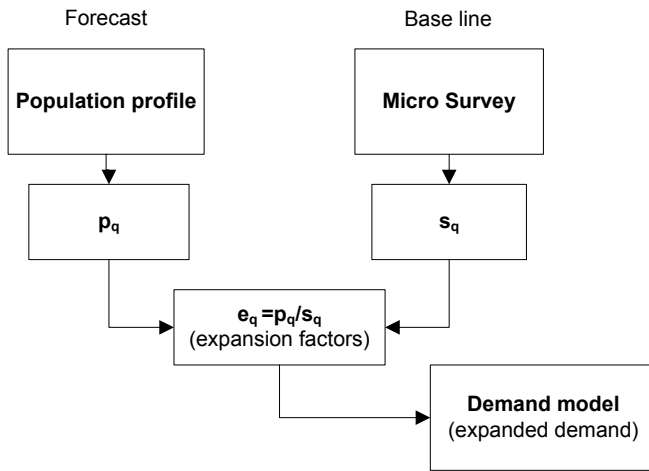 Forecast
Base line
Population profile
Micro Survey
pq
sq
eq =pq/sq
(expansion factors)
Demand model
(expanded demand)